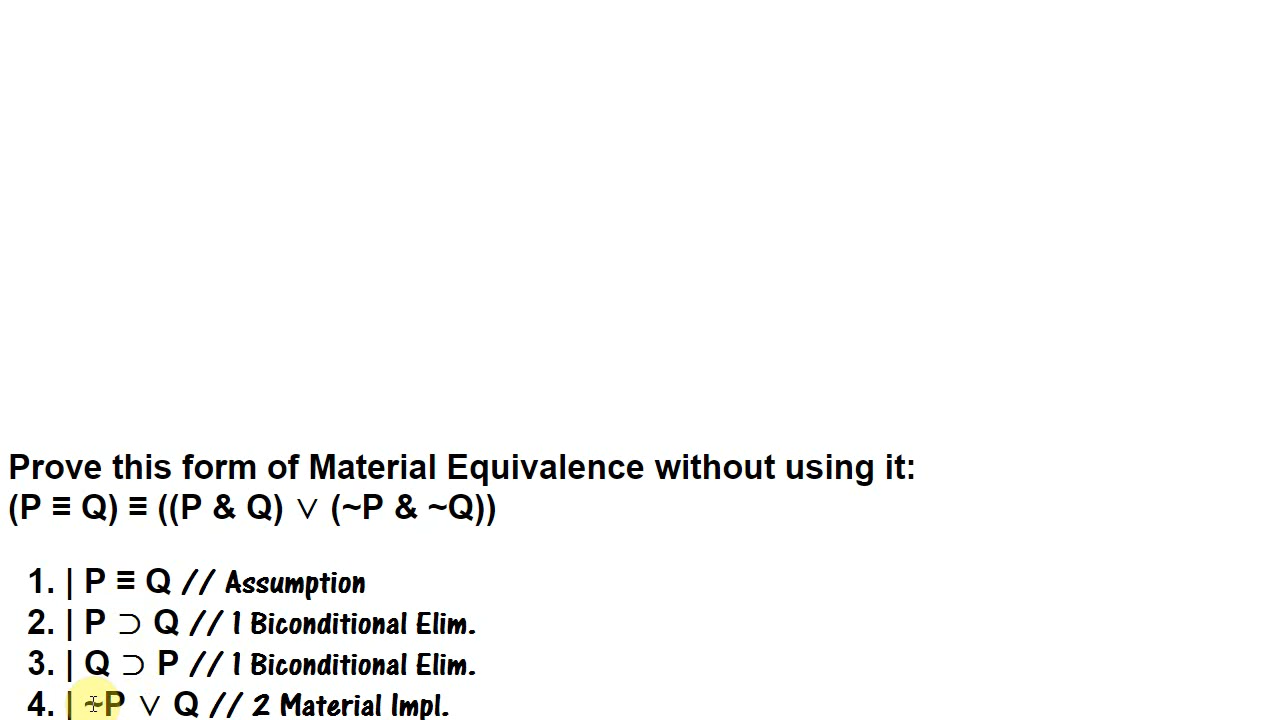 Prove this form of Material Equivalence without using it:
(P ≡ Q) ≡ ((P & Q) ∨ (~P & ~Q))
1. | P ≡ Q // Assumption
2. | P ⊃ Q // 1 Biconditional Elim.
3. | Q ⊃ P // 1 Biconditional Elim.
4. | ~P ∨ Q // 2 Material Impl.